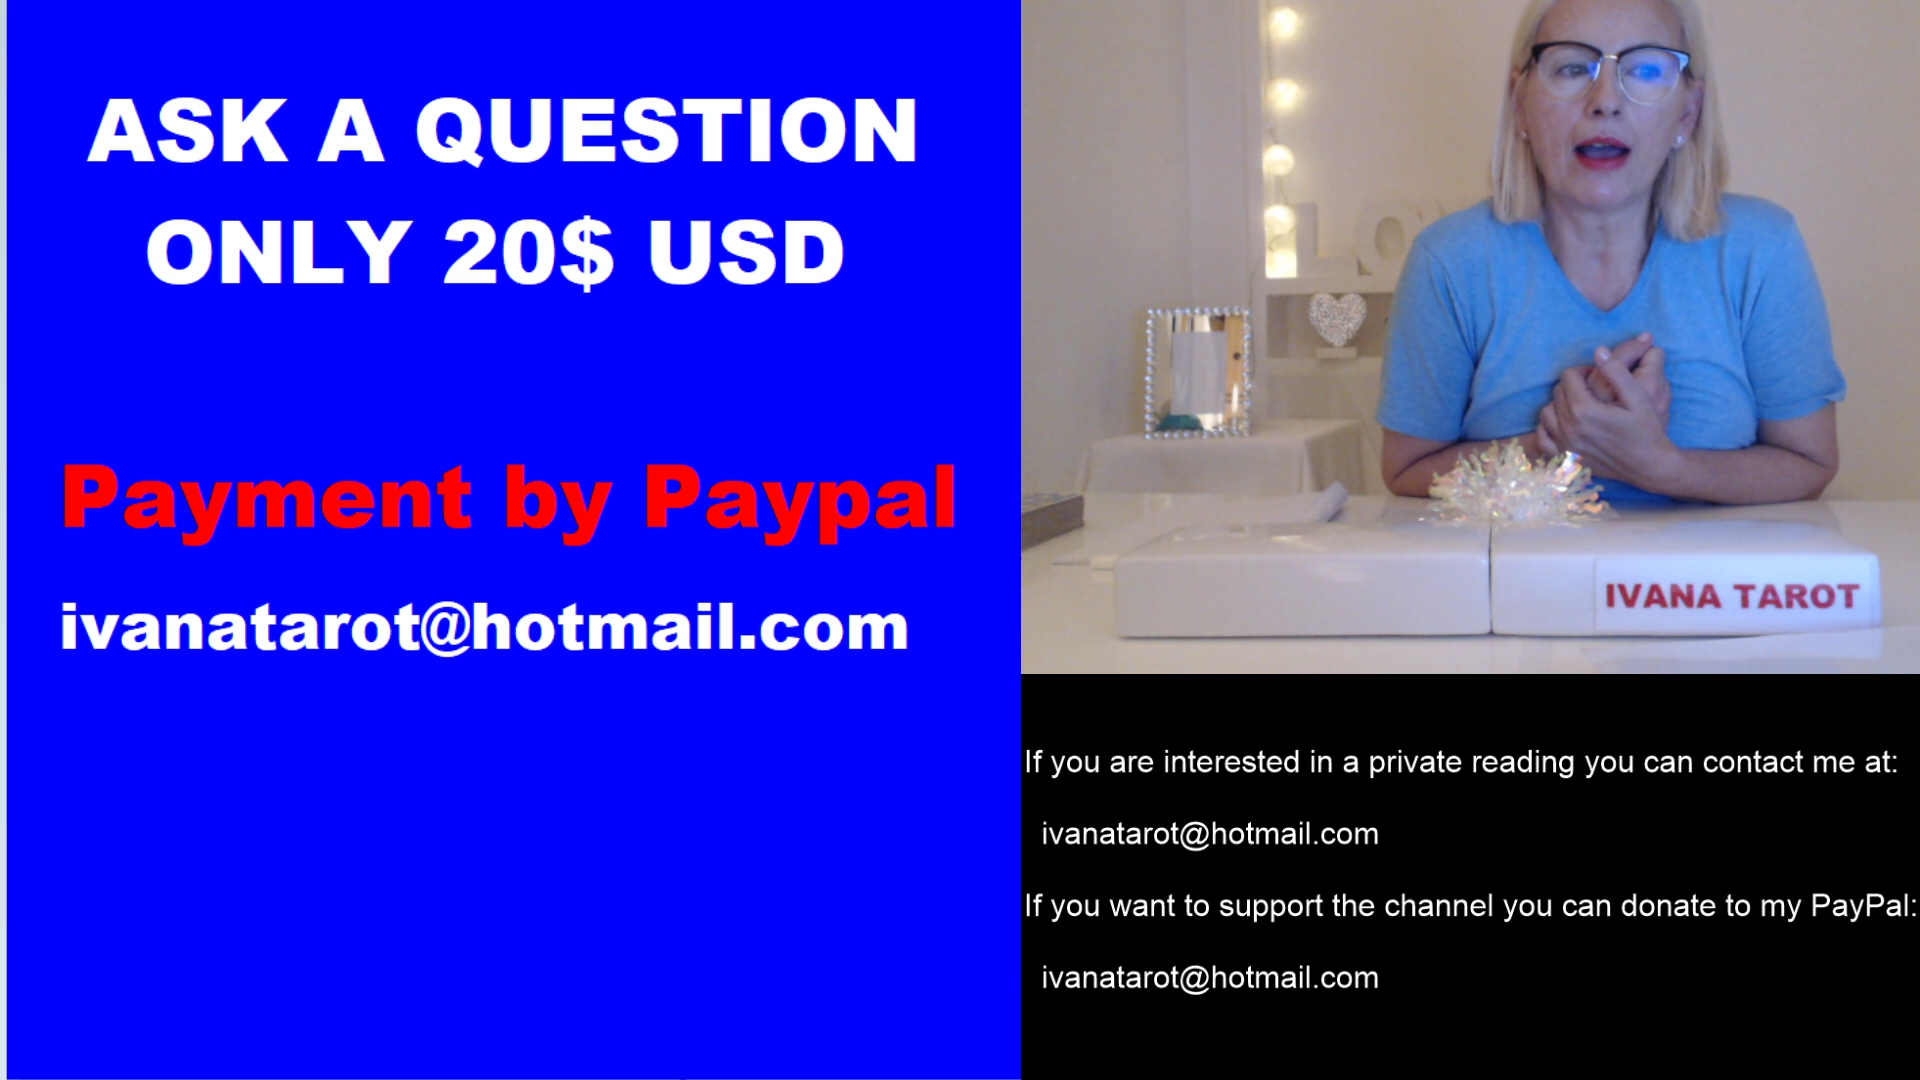 ASK A QUESTION
ONLY 20$ USD
Payment by Paypal
ivanatarot@hotmail.com
LOV
IVANA TAROT
If you are interested in a private reading you can contact me at:
ivanatarot@hotmail.com
If you want to support the channel you can donate to my PayPal:
ivanatarot@hotmail.com